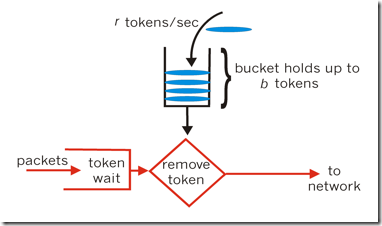 r tokens/sec
bucket holds up to
b tokens
packets
token
wait
remove
token
to
network